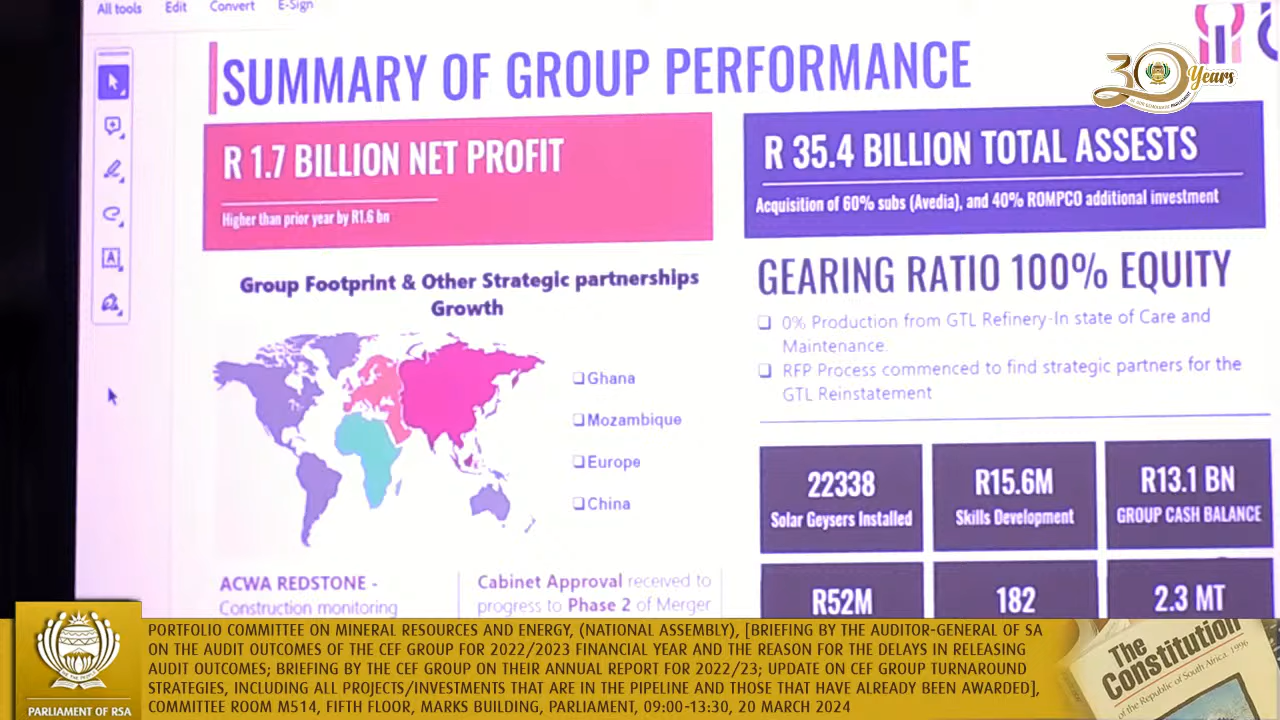 All tools Edit Convert E-Sign
SUMMARY OF GROUP PERFORMANCE
30 Years
R 1.7 BILLION NET PROFIT
Higher than prior year by R1.6 bn
R 35.4 BILLION TOTAL ASSESTS
Acquisition of 60% subs (Avedia), and 40% ROMPCO additional investment
Group Footprint & Other Strategic partnerships
Growth
Ghana
Mozambique
Europe
China
GEARING RATIO 100% EQUITY
0% Production from GTL Refinery-In state of Care and
Maintenance.
RFP Process commenced to find strategic partners for the
GTL Reinstatement
22338
Solar Geysers Installed
R15.6M
Skills Development
R13.1 BN
GROUP CASH BALANCE
R52M
182
2.3 MT
ACWA REDSTONE -
Construction monitoring
Cabinet Approval received to
progress to Phase 2 of Merger
PORTFOLIO COMMITTEE ON MINERAL RESOURCES AND ENERGY, (NATIONAL ASSEMBLY), [BRIEFING BY THE AUDITOR-GENERAL OF SA
ON THE AUDIT OUTCOMES OF THE CEF GROUP FOR 2022/2023 FINANCIAL YEAR AND THE REASON FOR THE DELAYS IN RELEASING
AUDIT OUTCOMES; BRIEFING BY THE CEF GROUP ON THEIR ANNUAL REPORT FOR 2022/23; UPDATE ON CEF GROUP TURNAROUND
STRATEGIES, INCLUDING ALL PROJECTS/INVESTMENTS THAT ARE IN THE PIPELINE AND THOSE THAT HAVE ALREADY BEEN AWARDED],
COMMITTEE ROOM M514, FIFTH FLOOR, MARKS BUILDING, PARLIAMENT, 09:00-13:30, 20 MARCH 2024
PARLIAMENT OF RSA
The
Constitution
of the Republic of South Africa, 1996